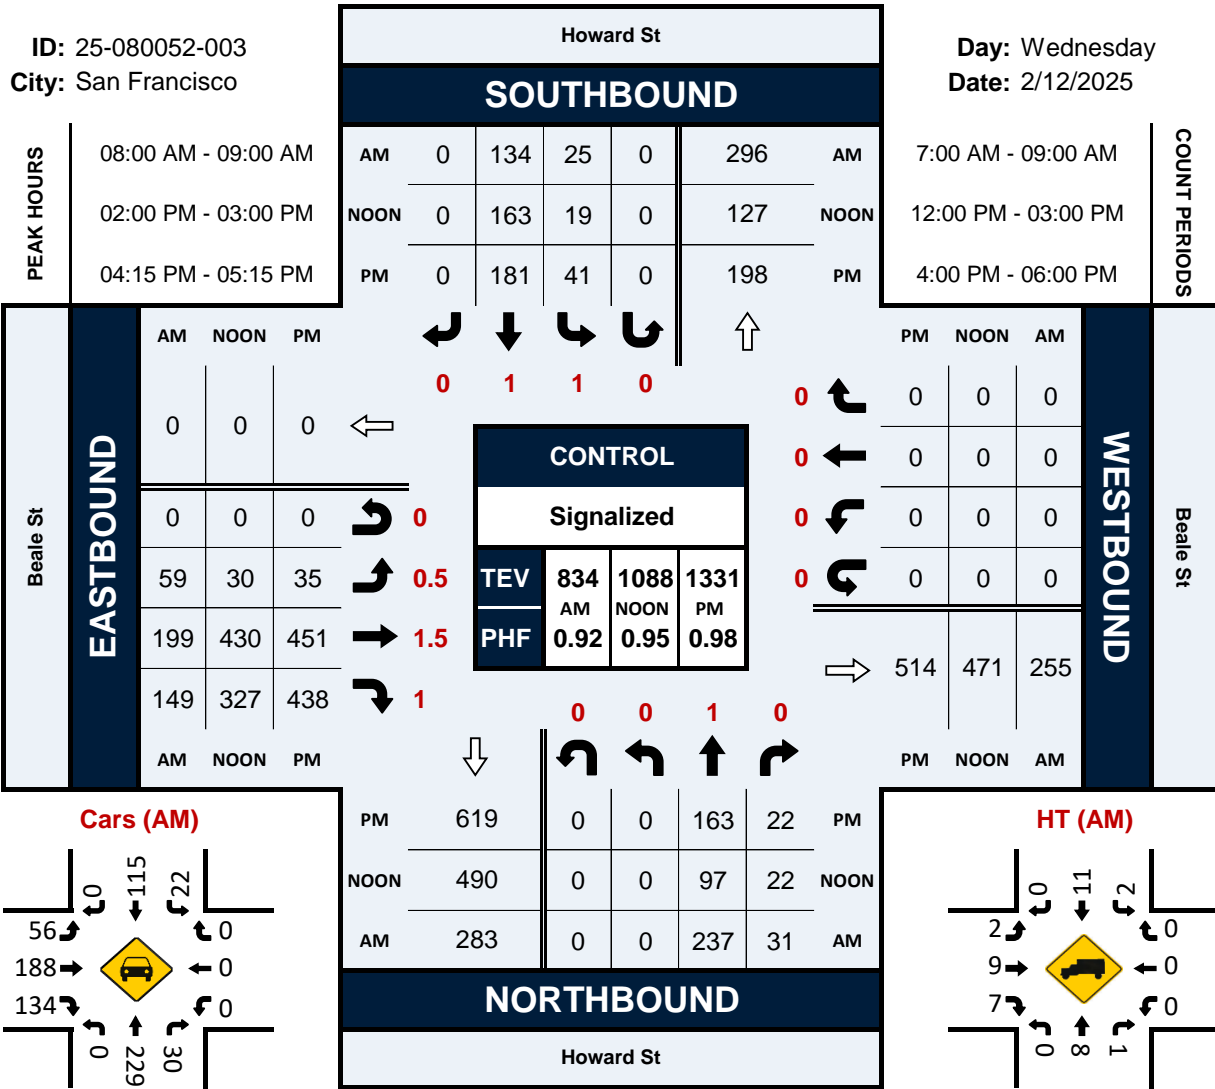 ID: 25-080052-003
City: San Francisco
Howard St
Day: Wednesday
Date: 2/12/2025
SOUTHBOUND
PEAK HOURS
08:00 AM - 09:00 AM
02:00 PM - 03:00 PM
04:15 PM - 05:15 PM
AM 0 134 25 0 296 AM
NOON 0 163 19 0 127 NOON
PM 0 181 41 0 198 PM
7:00 AM - 09:00 AM
12:00 PM - 03:00 PM
4:00 PM - 06:00 PM
COUNT PERIODS
0 1 1 0
Beale St
EASTBOUND
AM NOON PM
0 0 0
0 0 0 0
59 30 35 0.5
199 430 451 1.5
149 327 438 1
AM NOON PM
CONTROL
Signalized
TEV 834 1088 1331
AM NOON PM
PHF 0.92 0.95 0.98
PM NOON AM
0 0 0 0
0 0 0 0
0 0 0 0
0 0 0 0
514 471 255
PM NOON AM
WESTBOUND
Beale St
0 0 1 0
PM 619 0 0 163 22 PM
NOON 490 0 0 97 22 NOON
AM 283 0 0 237 31 AM
NORTHBOUND
Howard St
Cars (AM)
0 115 22
56 0
188 0
134 0
0 229 30
HT (AM)
0 11 2
2 0
9 0
7 0
0 8 1